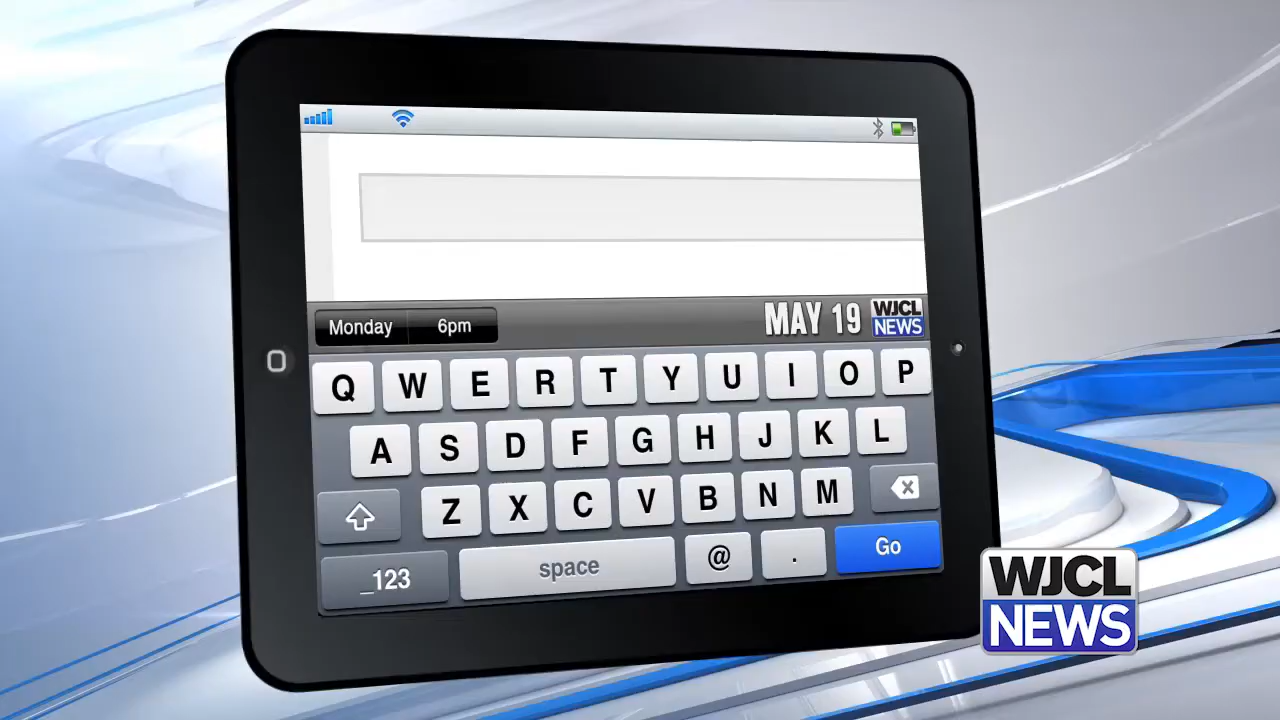 Monday 6pm MAY 19 WJCL NEWS
Q W E R T Y U I O P
A S D F G H J K L
Z X C V B N M
_123 space @ . Go
WJCL
NEWS